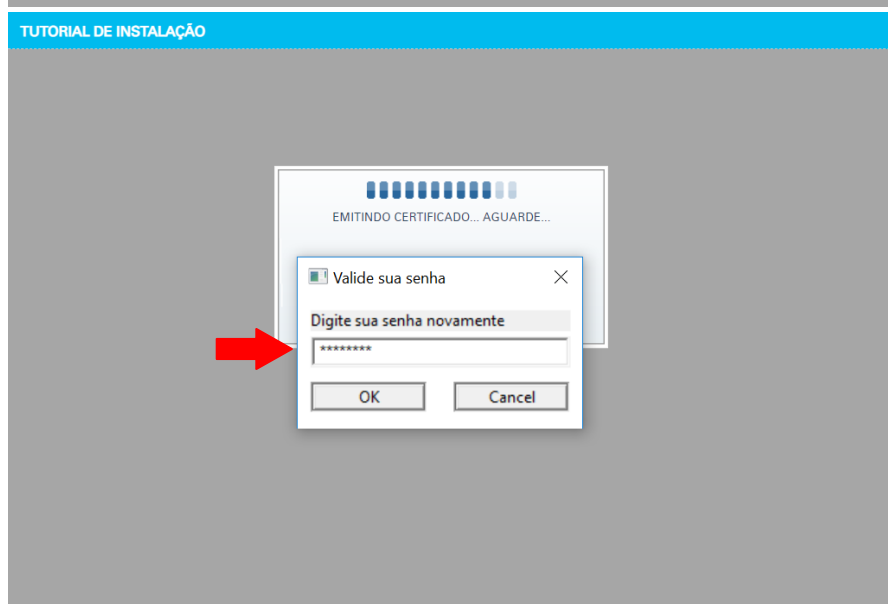 TUTORIAL DE INSTALAÇÃO
EMITINDO CERTIFICADO... AGUARDE...
Valide sua senha
Digite sua senha novamente
********
OK
Cancel